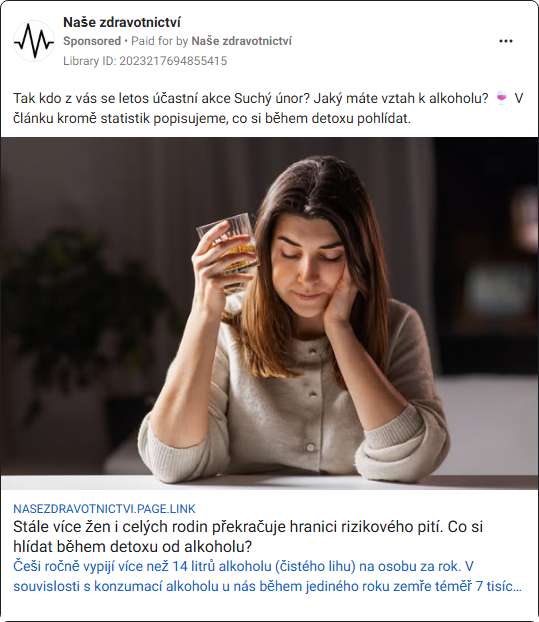 Naše zdravotnictví
Sponsored • Paid for by Naše zdravotnictví
Library ID: 2023217694855415
Tak kdo z vás se letos účastní akce Suchý únor? Jaký máte vztah k alkoholu? 🍷 V
článku kromě statistik popisujeme, co si během detoxu pohlídat.
NASEZDRAVOTNICTVI.PAGE.LINK
Stále více žen i celých rodin překračuje hranici rizikového pití. Co si
hlídat během detoxu od alkoholu?
Češi ročně vypijí více než 14 litrů alkoholu (čistého lihu) na osobu za rok. V
souvislosti s konzumací alkoholu u nás během jediného roku zemře téměř 7 tisíc...